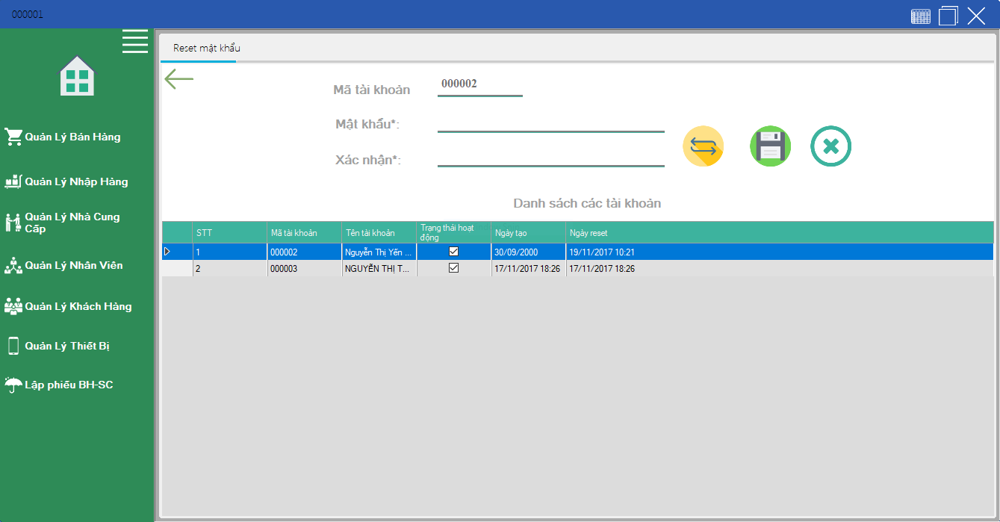 000001
Reset mật khẩu
Mã tài khoản
000002
Mật khẩu*:
Xác nhận*:
Quản Lý Bán Hàng
Quản Lý Nhập Hàng
Quản Lý Nhà Cung
Cấp
Quản Lý Nhân Viên
Quản Lý Khách Hàng
Quản Lý Thiết Bị
Lập phiếu BH-SC
Danh sách các tài khoản
STT Mã tài khoản Tên tài khoản Trạng thái hoạt động Ngày tạo Ngày reset
1 000002 Nguyễn Thị Yến ... 30/09/2000 19/11/2017 10:21
2 000003 NGUYỄN THỊ T... 17/11/2017 18:26 17/11/2017 18:26